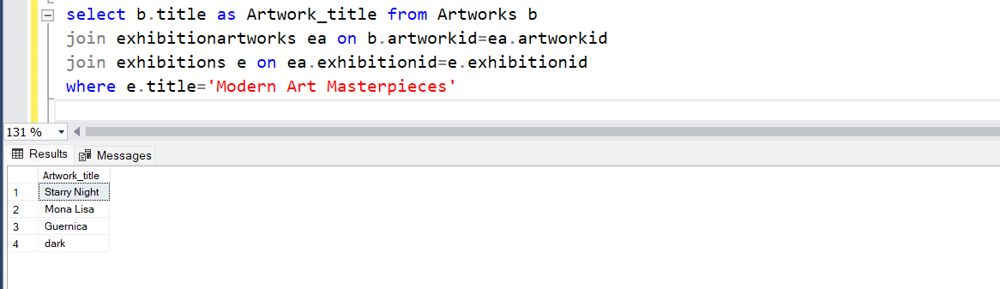 select b.title as Artwork_title from Artworks b
join exhibitionartworks ea on b.artworkid=ea.artworkid
join exhibitions e on ea.exhibitionid=e.exhibitionid
where e.title='Modern Art Masterpieces'
131 %
Results Messages
Artwork_title
1 Starry Night
2 Mona Lisa
3 Guernica
4 dark